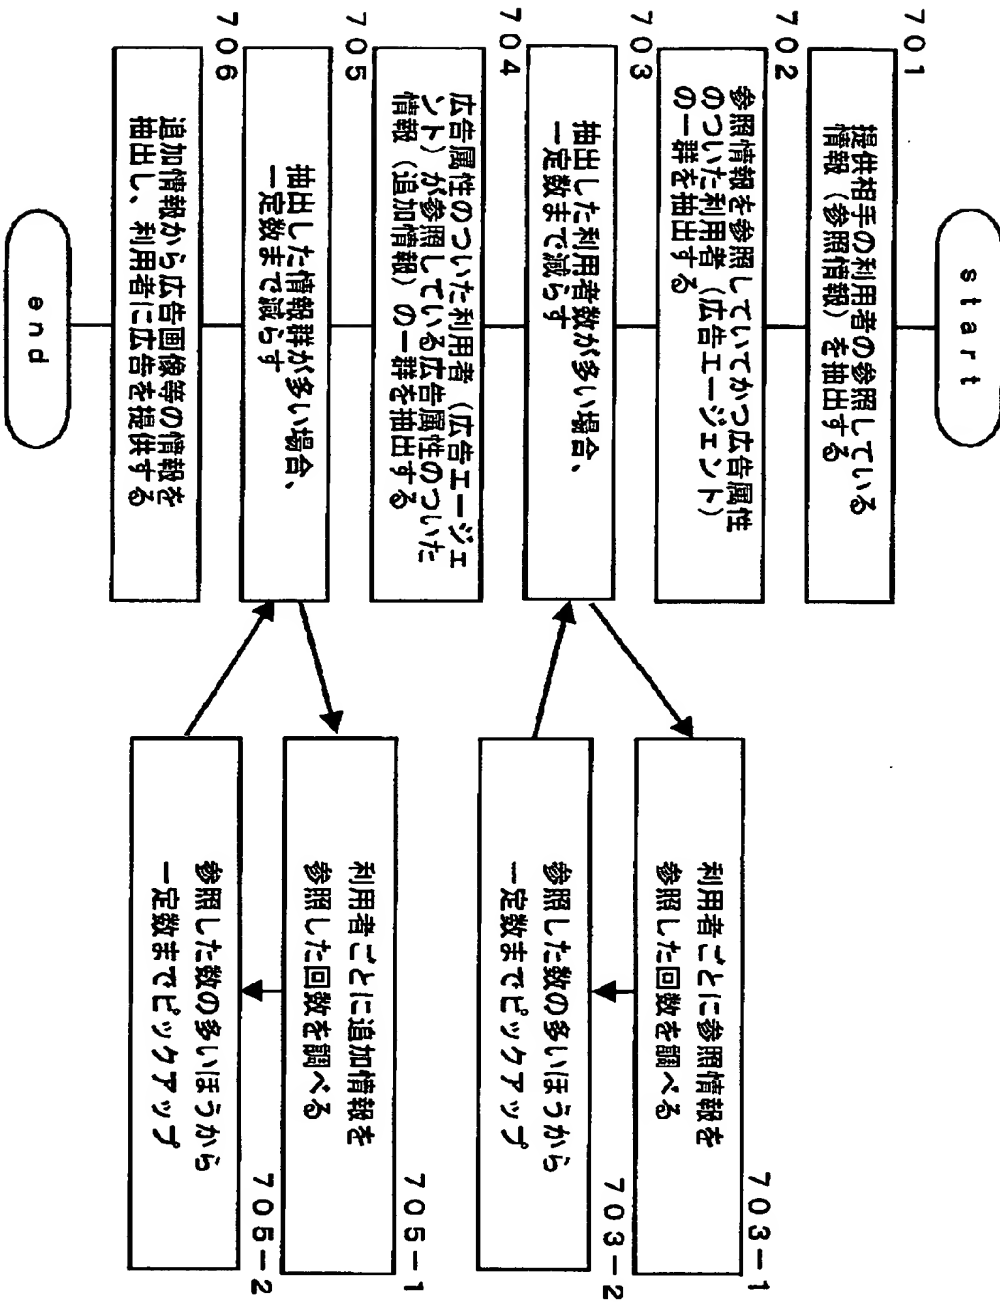 start
701
提供相手の利用者の参照している
情報（参照情報）を抽出する
702
参照情報を参照していてかつ広告属性
のついた利用者（広告エージェント）
の一群を抽出する
703
抽出した利用者数が多い場合、
一定数まで減らす
703-1
利用者ごとに参照情報を
参照した回数を調べる
703-2
参照した数の多いほうから
一定数までピックアップ
704
広告属性のついた利用者（広告エージェ
ント）が参照している広告属性のついた
情報（追加情報）の一群を抽出する
705
抽出した情報群が多い場合、
一定数まで減らす
705-1
利用者ごとに追加情報を
参照した回数を調べる
705-2
参照した数の多いほうから
一定数までピックアップ
706
追加情報から広告画像等の情報を
抽出し、利用者に広告を提供する
end